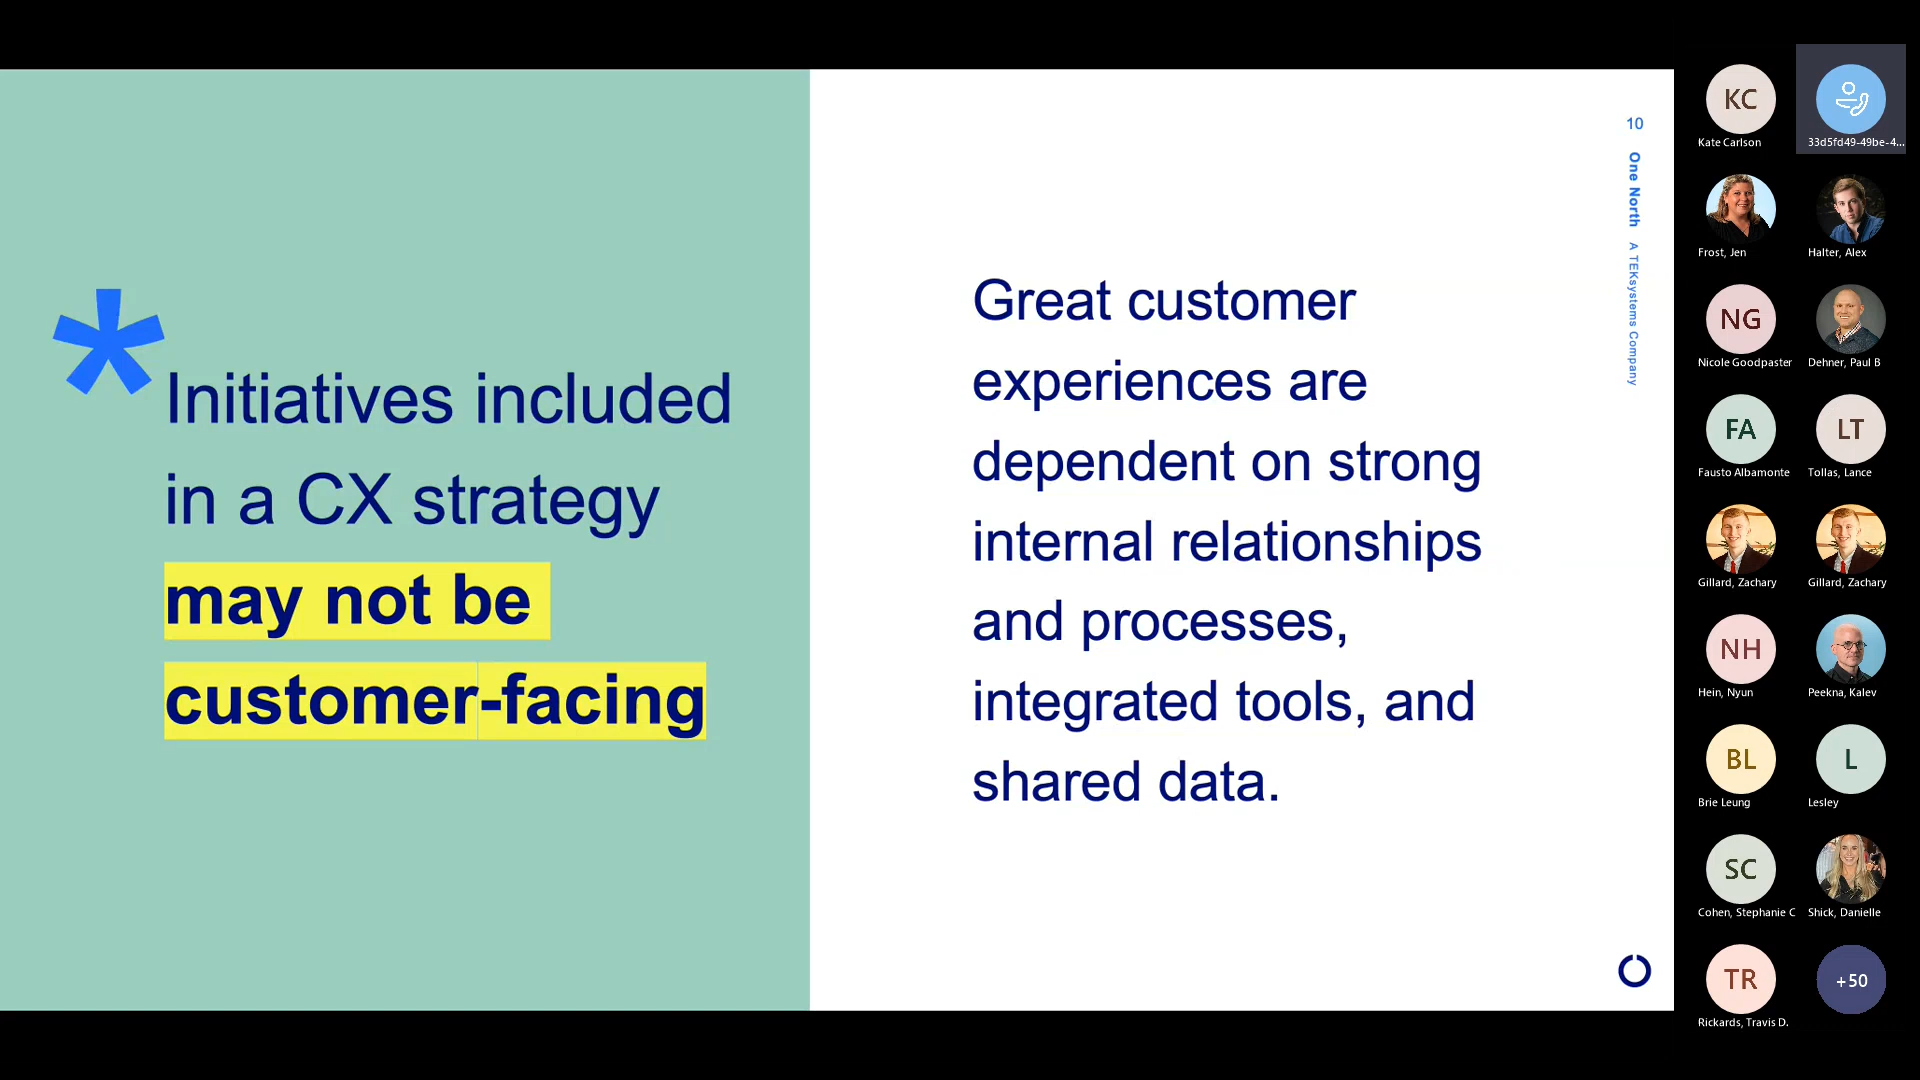 Initiatives included
in a CX strategy
may not be
customer-facing
Great customer
experiences are
dependent on strong
internal relationships
and processes,
integrated tools, and
shared data.
10
One North A TEKsystems Company
KC
Kate Carlson
33d5fd49-49be-4...
Frost, Jen
Halter, Alex
NG
Nicole Goodpaster
Dehner, Paul B
FA
Fausto Albamonte
LT
Tollas, Lance
Gillard, Zachary
Gillard, Zachary
NH
Hein, Nyun
Peekna, Kalev
BL
Brie Leung
L
Lesley
SC
Cohen, Stephanie C
Shick, Danielle
TR
Rickards, Travis D.
+50